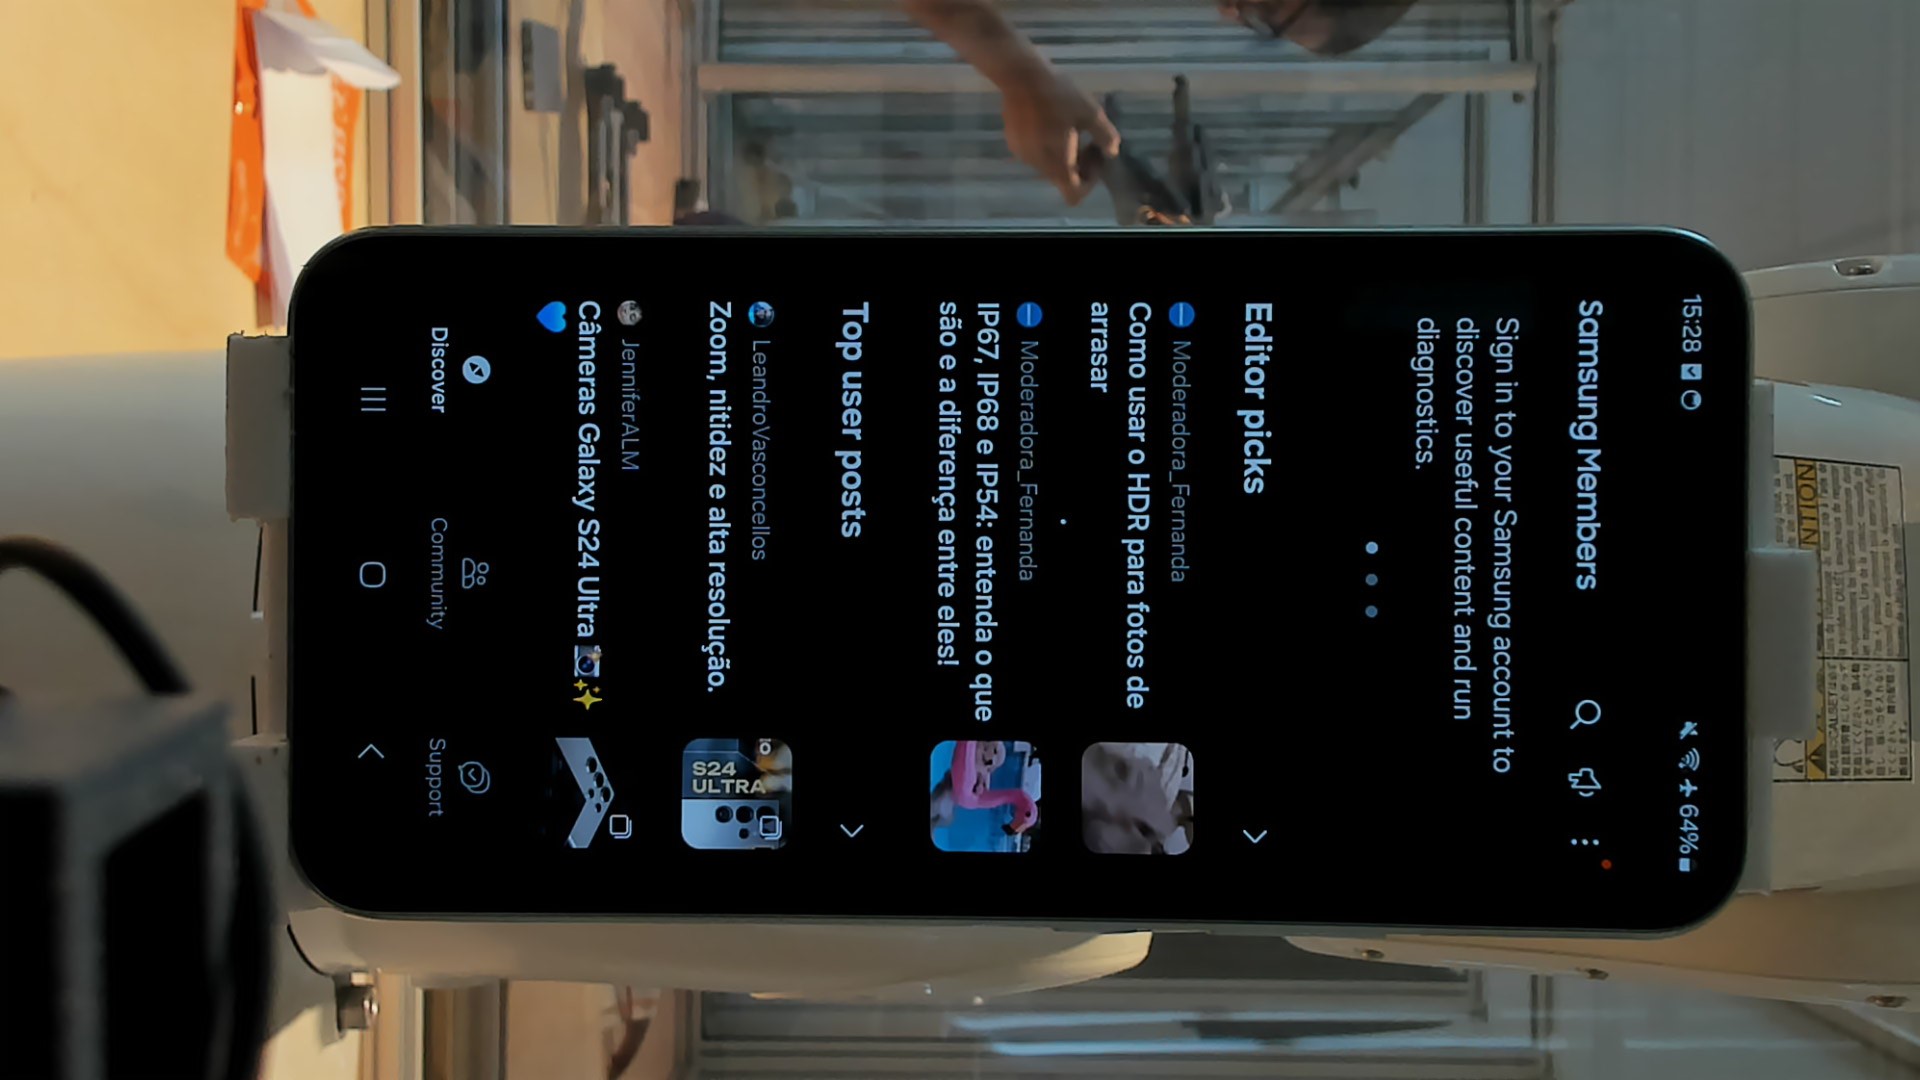 15:28
64%
Samsung Members
Sign in to your Samsung account to
discover useful content and run
diagnostics.
Editor picks
Moderadora_Fernanda
Como usar o HDR para fotos de
arrasar
Moderadora_Fernanda
IP67, IP68 e IP54: entenda o que
são e a diferença entre eles!
Top user posts
LeandroVasconcellos
Zoom, nitidez e alta resolução.
S24
ULTRA
JenniferALM
Câmeras Galaxy S24 Ultra 📸✨
💙
Discover
Community
Support